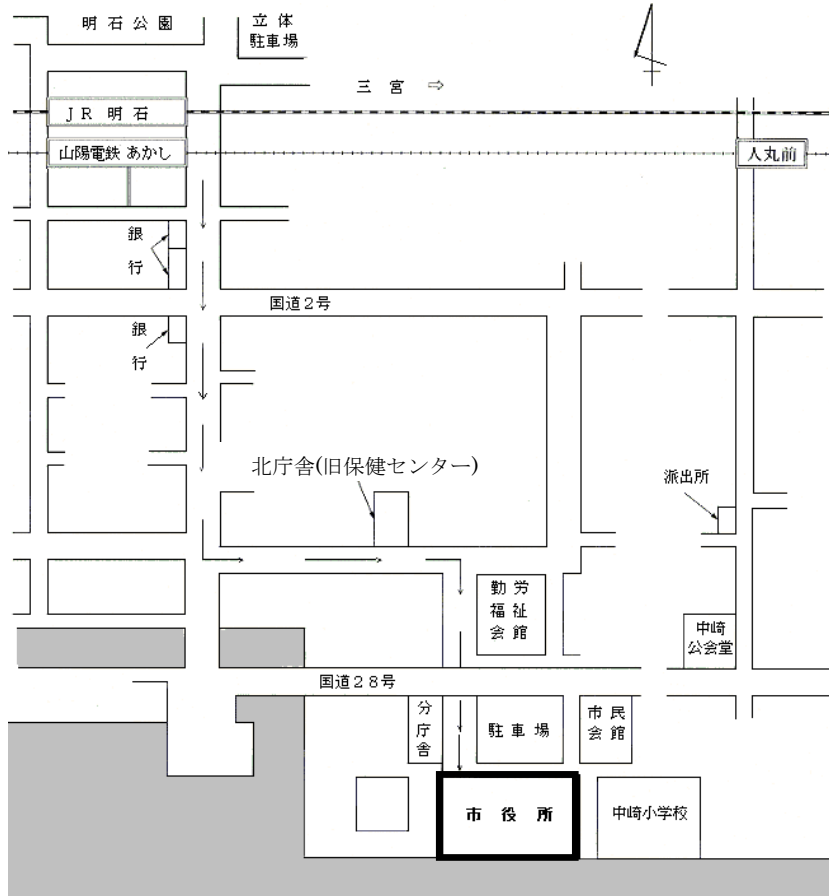 明石公園
立体
駐車場
三宮 ⇒
JR 明石
山陽電鉄 あかし
人丸前
銀
行
国道2号
銀
行
北庁舎(旧保健センター)
派出所
勤労
福祉
会館
中崎
公会堂
国道28号
分
庁
舎
駐車場
市民
会館
市役所
中崎小学校